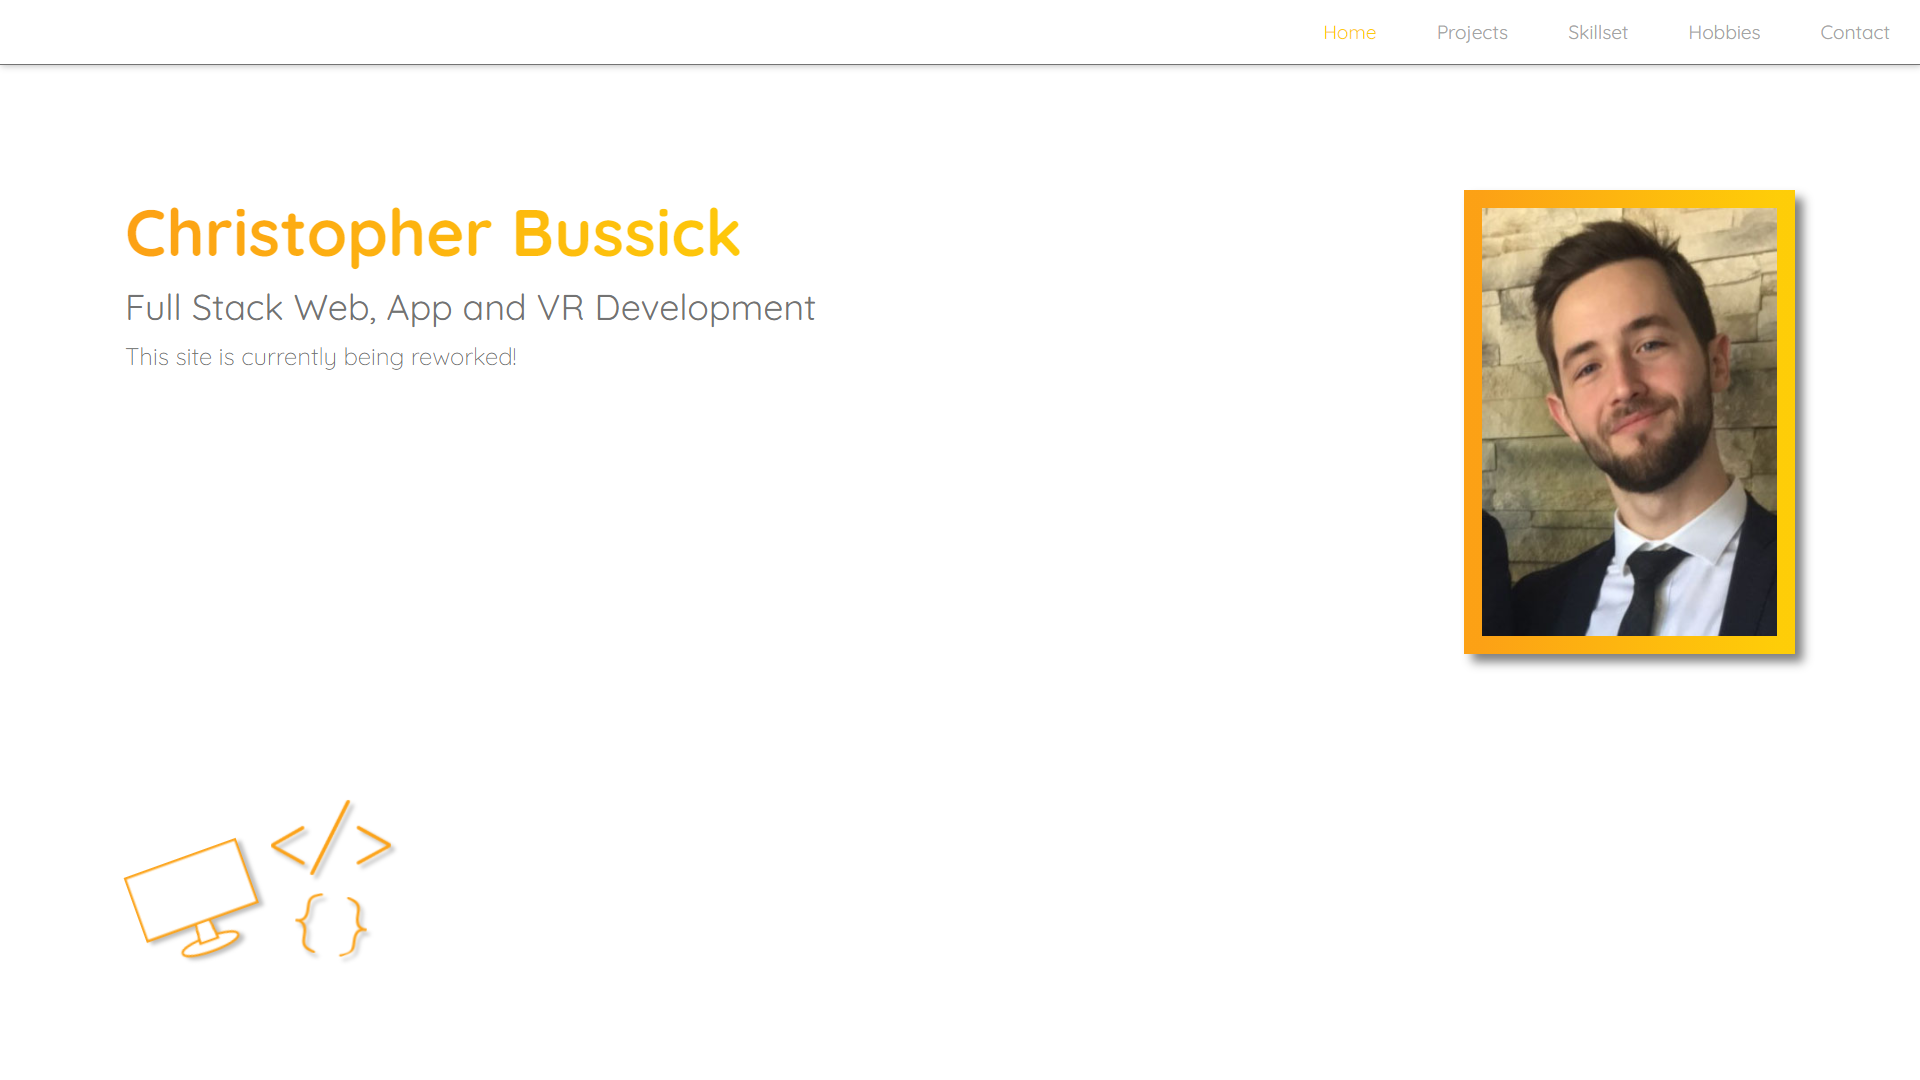 Home
Projects
Skillset
Hobbies
Contact
Christopher Bussick
Full Stack Web, App and VR Development
This site is currently being reworked!
</>
{ }